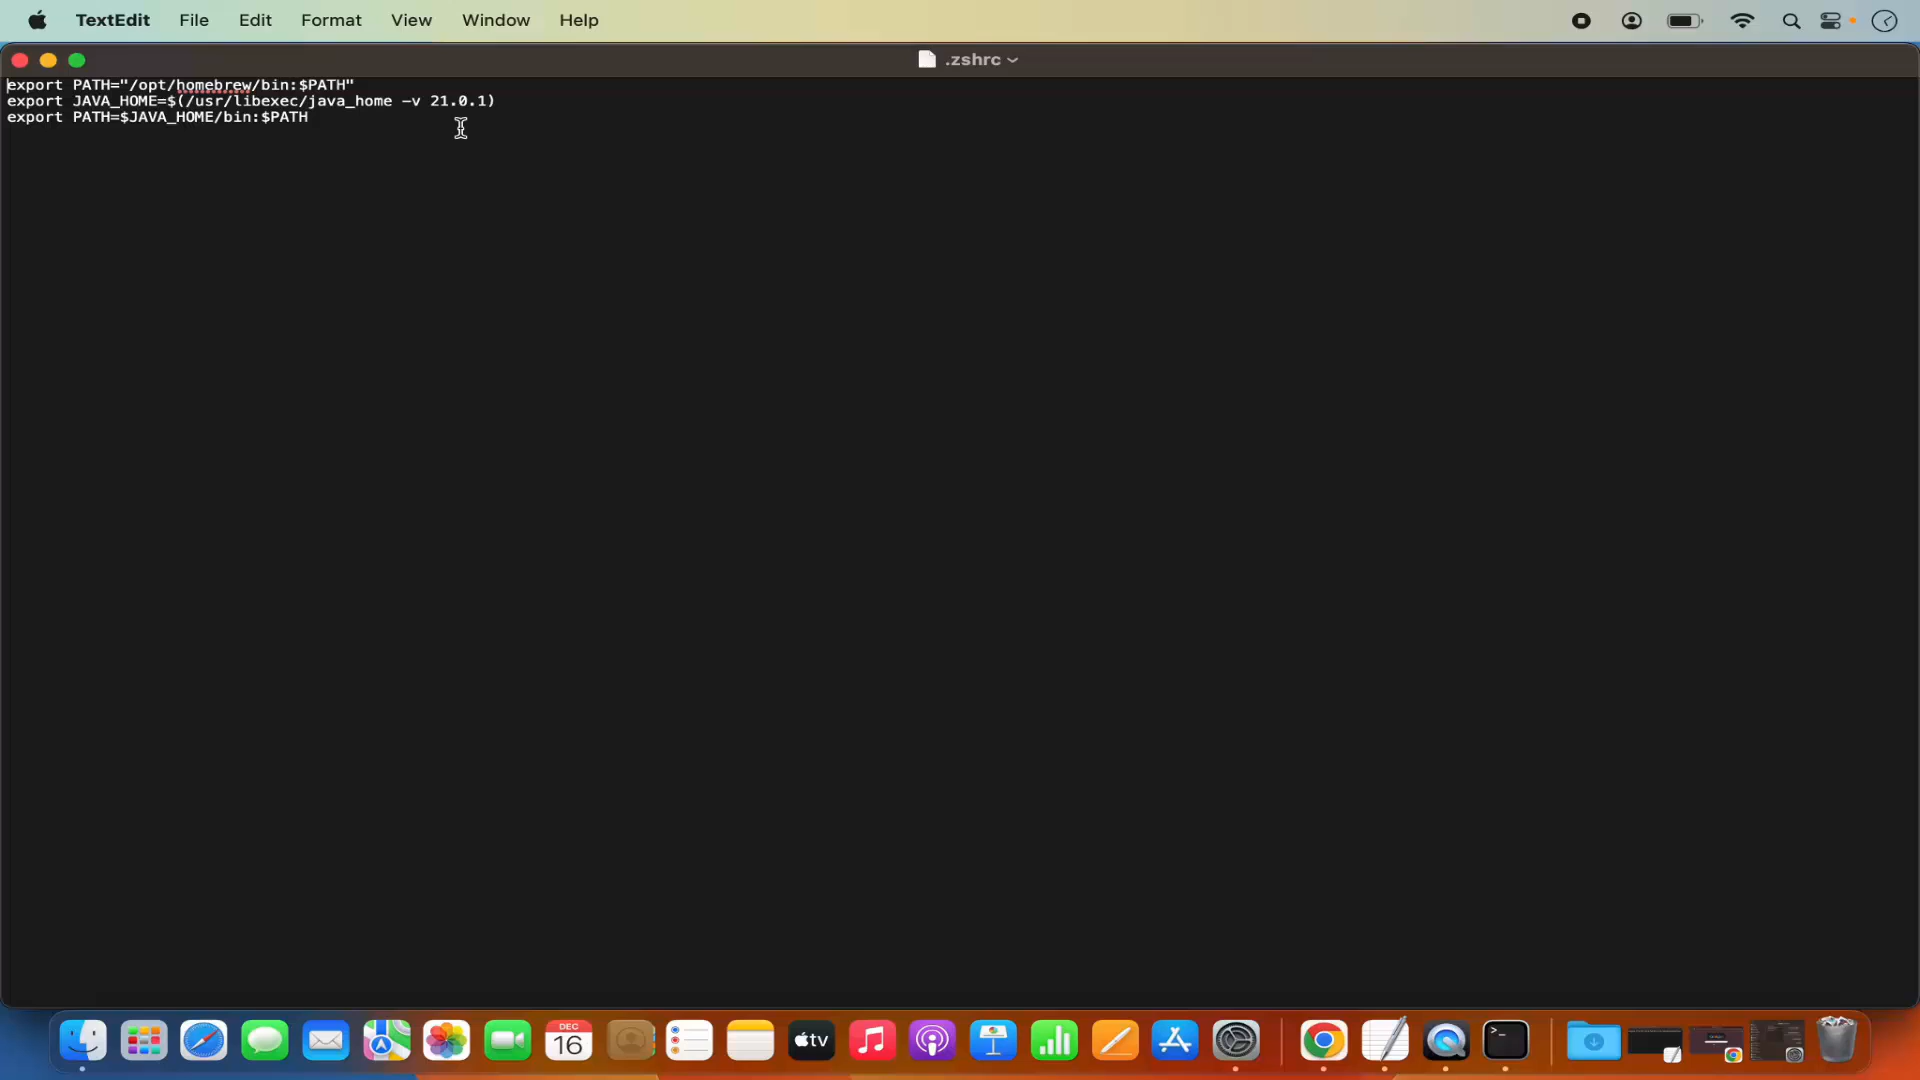 TextEdit File Edit Format View Window Help
.zshrc
export PATH="/opt/homebrew/bin:$PATH"
export JAVA_HOME=$(/usr/libexec/java_home -v 21.0.1)
export PATH=$JAVA_HOME/bin:$PATH
DEC
16
tv
>_